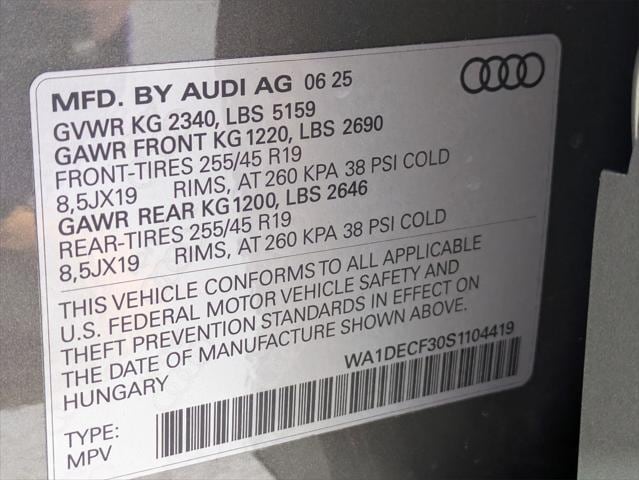 MFD. BY AUDI AG 06 25
GVWR KG 2340, LBS 5159
GAWR FRONT KG 1220, LBS 2690
FRONT-TIRES 255/45 R19
8,5JX19 RIMS, AT 260 KPA 38 PSI COLD
GAWR REAR KG 1200, LBS 2646
REAR-TIRES 255/45 R19
8,5JX19 RIMS, AT 260 KPA 38 PSI COLD
THIS VEHICLE CONFORMS TO ALL APPLICABLE
U.S. FEDERAL MOTOR VEHICLE SAFETY AND
THEFT PREVENTION STANDARDS IN EFFECT ON
THE DATE OF MANUFACTURE SHOWN ABOVE.
HUNGARY WA1DECF30S1104419
TYPE:
MPV